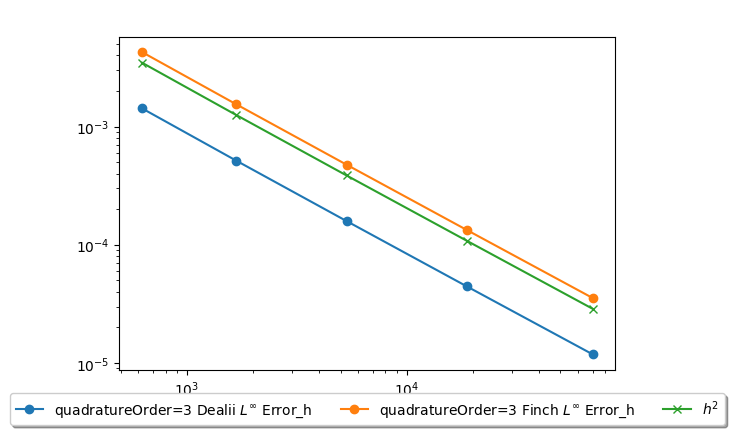 10⁻³
10⁻⁴
10⁻⁵
10³ 10⁴
quadratureOrder=3 Dealii L∞ Error_h quadratureOrder=3 Finch L∞ Error_h h²